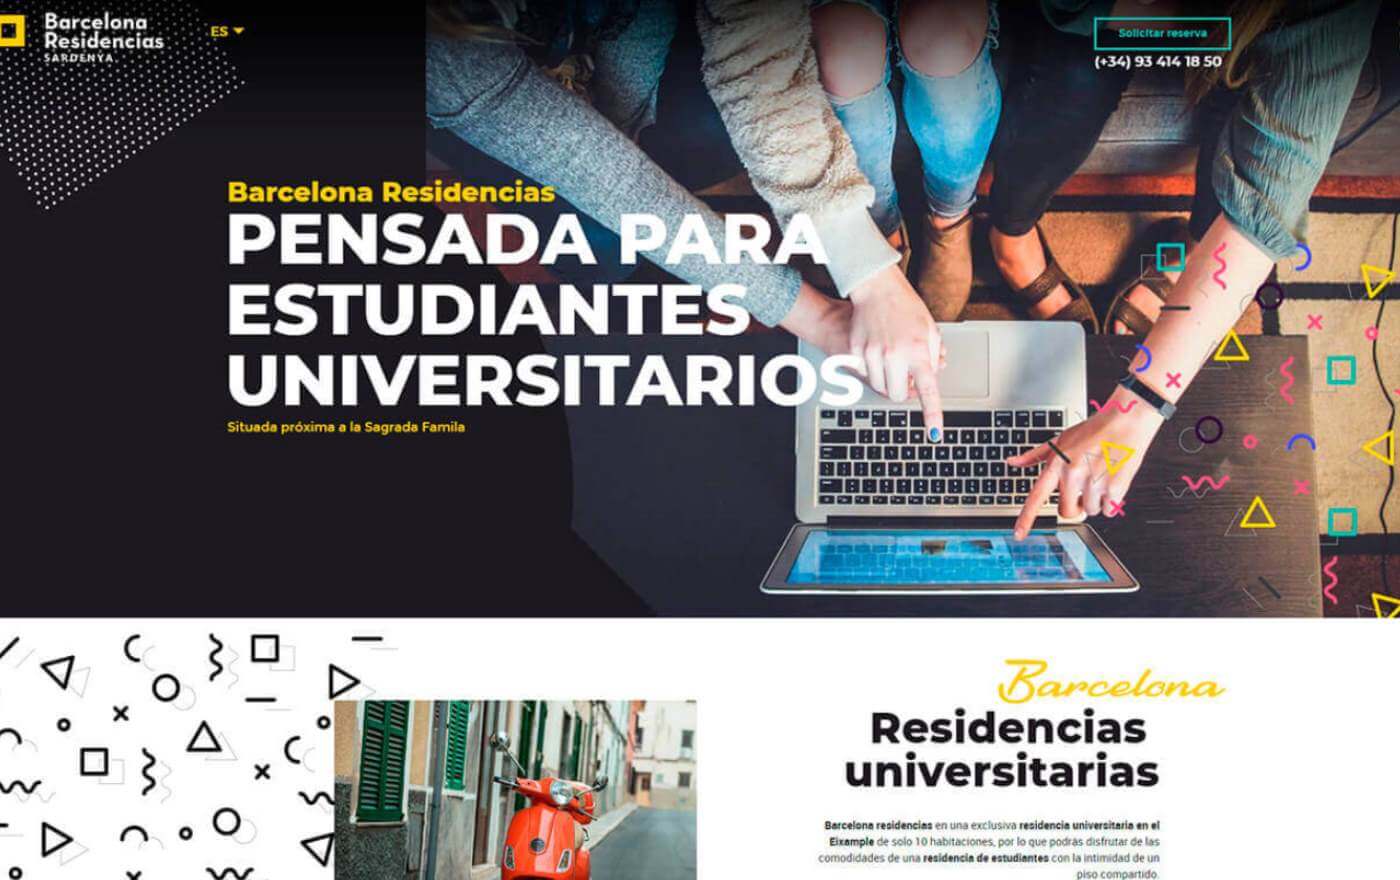 Barcelona
Residencias
SARDENYA
ES
Solicitar reserva
(+34) 93 414 18 50
Barcelona Residencias
PENSADA PARA
ESTUDIANTES
UNIVERSITARIOS
Situada próxima a la Sagrada Famila
Barcelona
Residencias
universitarias
Barcelona residencias en una exclusiva residencia universitaria en el
Eixample de solo 10 habitaciones, por lo que podrás disfrutar de las
comodidades de una residencia de estudiantes con la intimidad de un
piso compartido.